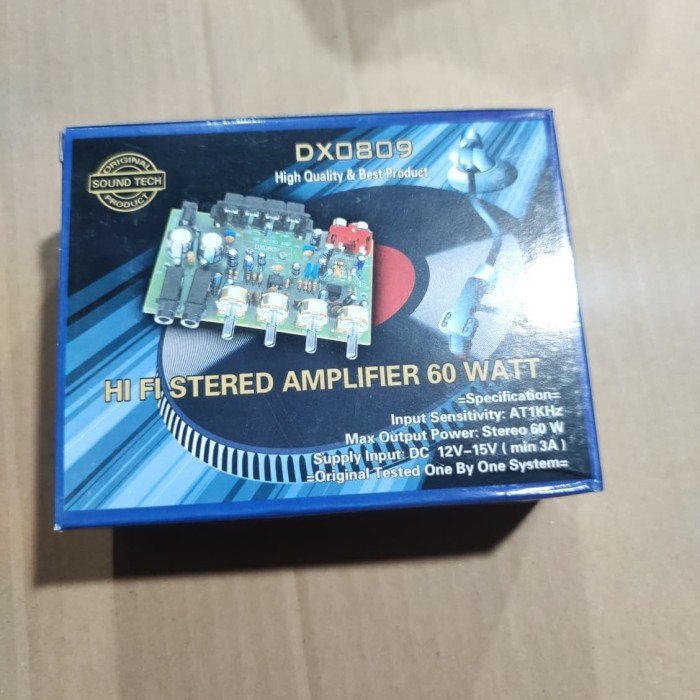 DX0809
High Quality & Best Product
ORIGINAL
SOUND TECH
PRODUCT
HI FI STERED AMPLIFIER 60 WATT
=Specification=
Input Sensitivity: AT1KHz
Max Output Power: Stereo 60 W
Supply Input: DC 12V-15V ( min 3A )
=Original Tested One By One System=